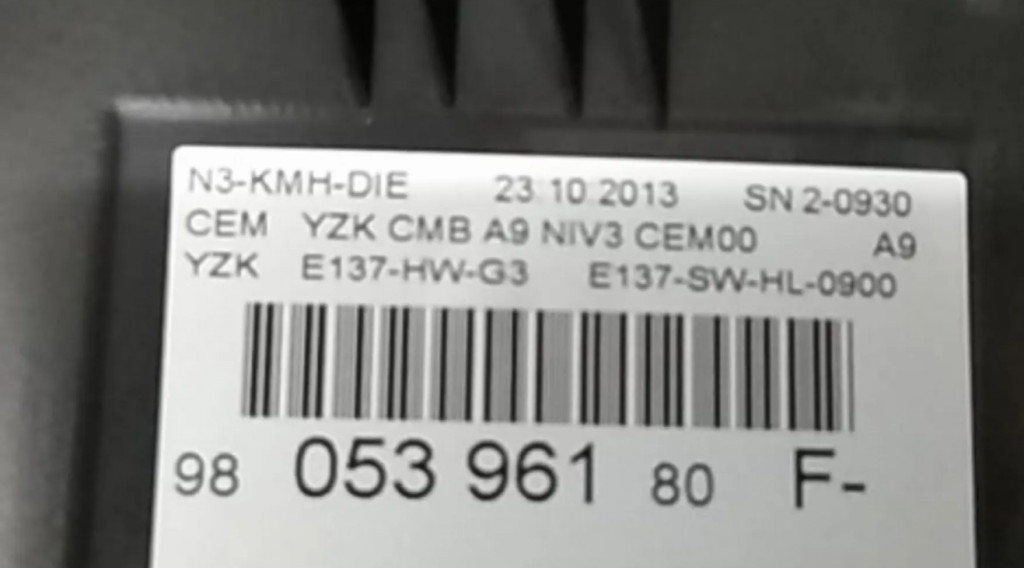 N3-KMH-DIE 23.10.2013 SN 2-0930
CEM YZK CMB A9 NIV3 CEM00 A9
YZK E137-HW-G3 E137-SW-HL-0900
98 053 961 80 F-